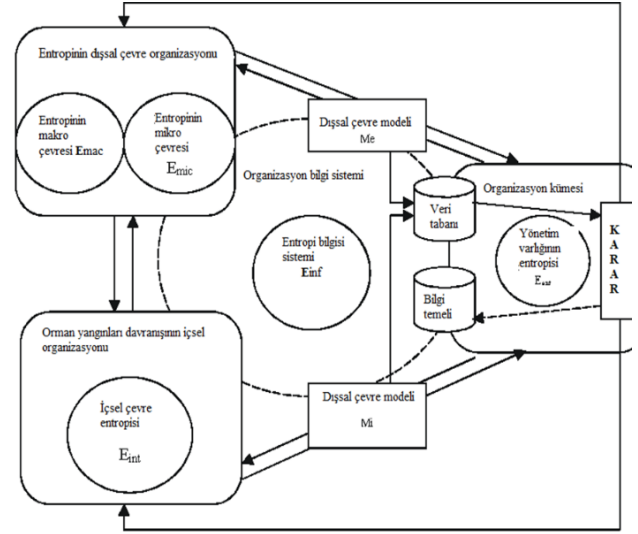 Entropinin dışsal çevre organizasyonu
Entropinin
makro
çevresi Emac
Entropinin
mikro
çevresi
Emic
Dışsal çevre modeli
Me
Organizasyon bilgi sistemi
Organizasyon kümesi
Veri
tabanı
Yönetim
varlığının
entropisi
K
A
R
A
R
Entropi bilgisi
sistemi
Einf
Bilgi
temeli
Orman yangınları davranışının içsel
organizasyonu
İçsel çevre
entropisi
Eint
Dışsal çevre modeli
Mi